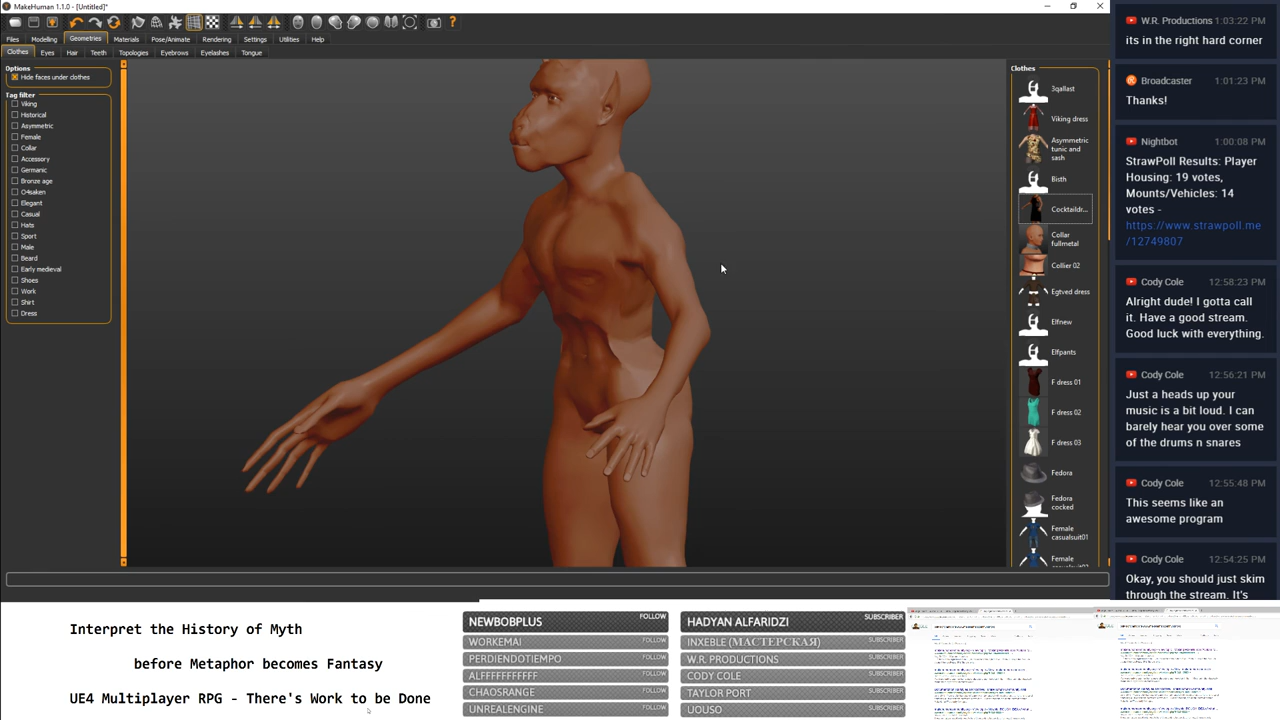 MakeHuman 1.1.0 - [Untitled]*
Files Modelling Geometries Materials Pose/Animate Rendering Settings Utilities Help
Clothes Eyes Hair Teeth Topologies Eyebrows Eyelashes Tongue
Options
Hide faces under clothes
Tag filter
Viking
Historical
Asymmetric
Female
Collar
Accessory
Germanic
Bronze age
O4saken
Elegant
Casual
Hats
Sport
Male
Beard
Early medieval
Shoes
Work
Shirt
Dress
Clothes
3qallast
Viking dress
Asymmetric
tunic and
sash
Bisth
Cocktaildr...
Collar
fullmetal
Collier 02
Egtved dress
Elfnew
Elfpants
F dress 01
F dress 02
F dress 03
Fedora
Fedora
cocked
Female
casualsuit01
Female
W.R. Productions 1:03:22 PM
its in the right hard corner
Broadcaster 1:01:23 PM
Thanks!
Nightbot 1:00:08 PM
StrawPoll Results: Player
Housing: 19 votes,
Mounts/Vehicles: 14
votes -
https://www.strawpoll.me
/12749807
Cody Cole 12:58:23 PM
Alright dude! I gotta call
it. Have a good stream.
Good luck with everything.
Cody Cole 12:56:21 PM
Just a heads up your
music is a bit loud. I can
barely hear you over some
of the drums n snares
Cody Cole 12:55:48 PM
This seems like an
awesome program
Cody Cole 12:54:25 PM
Okay, you should just skim
through the stream. It's
Interpret the History of Myth
before Metaphor becomes Fantasy
UE4 Multiplayer RPG - There's Work to be Done
NEWBOBPLUS FOLLOW
WORKEMAI FOLLOW
PERDIENDOTIEMPO FOLLOW
ALFFFFFFFFFF FOLLOW
CHAOSRANGE FOLLOW
UNREALENGINE FOLLOW
HADYAN ALFARIDZI SUBSCRIBER
INXEBLE (МАСТЕРСКАЯ) SUBSCRIBER
W.R. PRODUCTIONS SUBSCRIBER
CODY COLE SUBSCRIBER
TAYLOR PORT SUBSCRIBER
UOUSO SUBSCRIBER